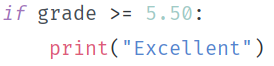 if grade >= 5.50:
    print("Excellent")